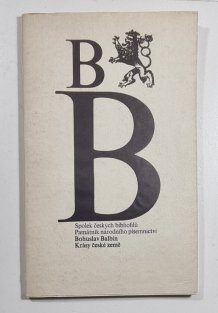 B
B
Spolek českých bibliofilů
Památník národního písemnictví
Bohuslav Balbín
Krásy české země